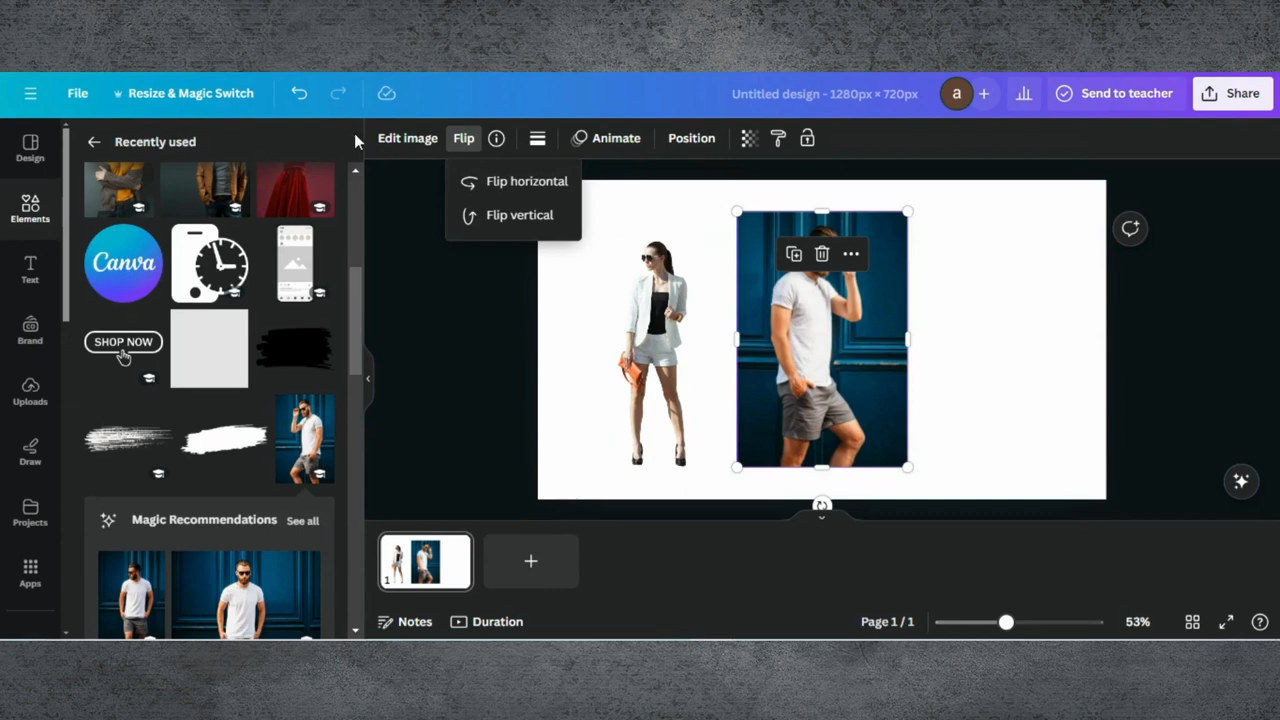 File
Resize & Magic Switch
Untitled design - 1280px × 720px
a
Send to teacher
Share
Design
Elements
Text
Brand
CO
Uploads
Draw
Projects
Apps
Recently used
Canva
SHOP NOW
Magic Recommendations
See all
Edit image
Flip
Animate
Position
Flip horizontal
Flip vertical
1
Notes
Duration
Page 1 / 1
53%